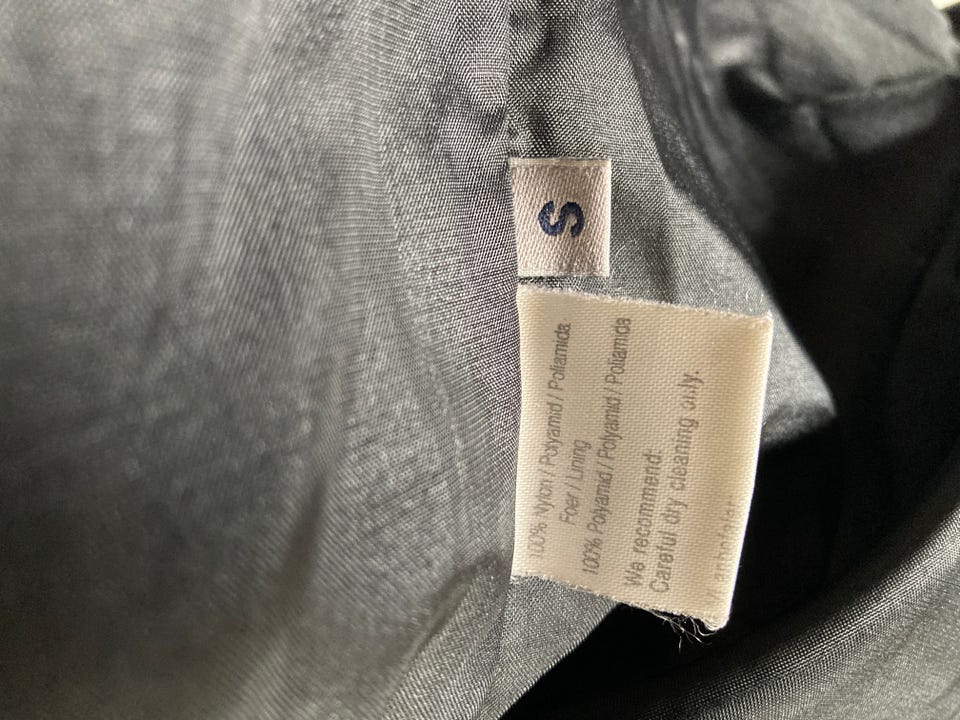 S
100% Nylon / Polyamid / Poliamida
Foer / Lining
100% Polyamid / Polyamid / Poliamida
We recommend:
Careful dry cleaning only.